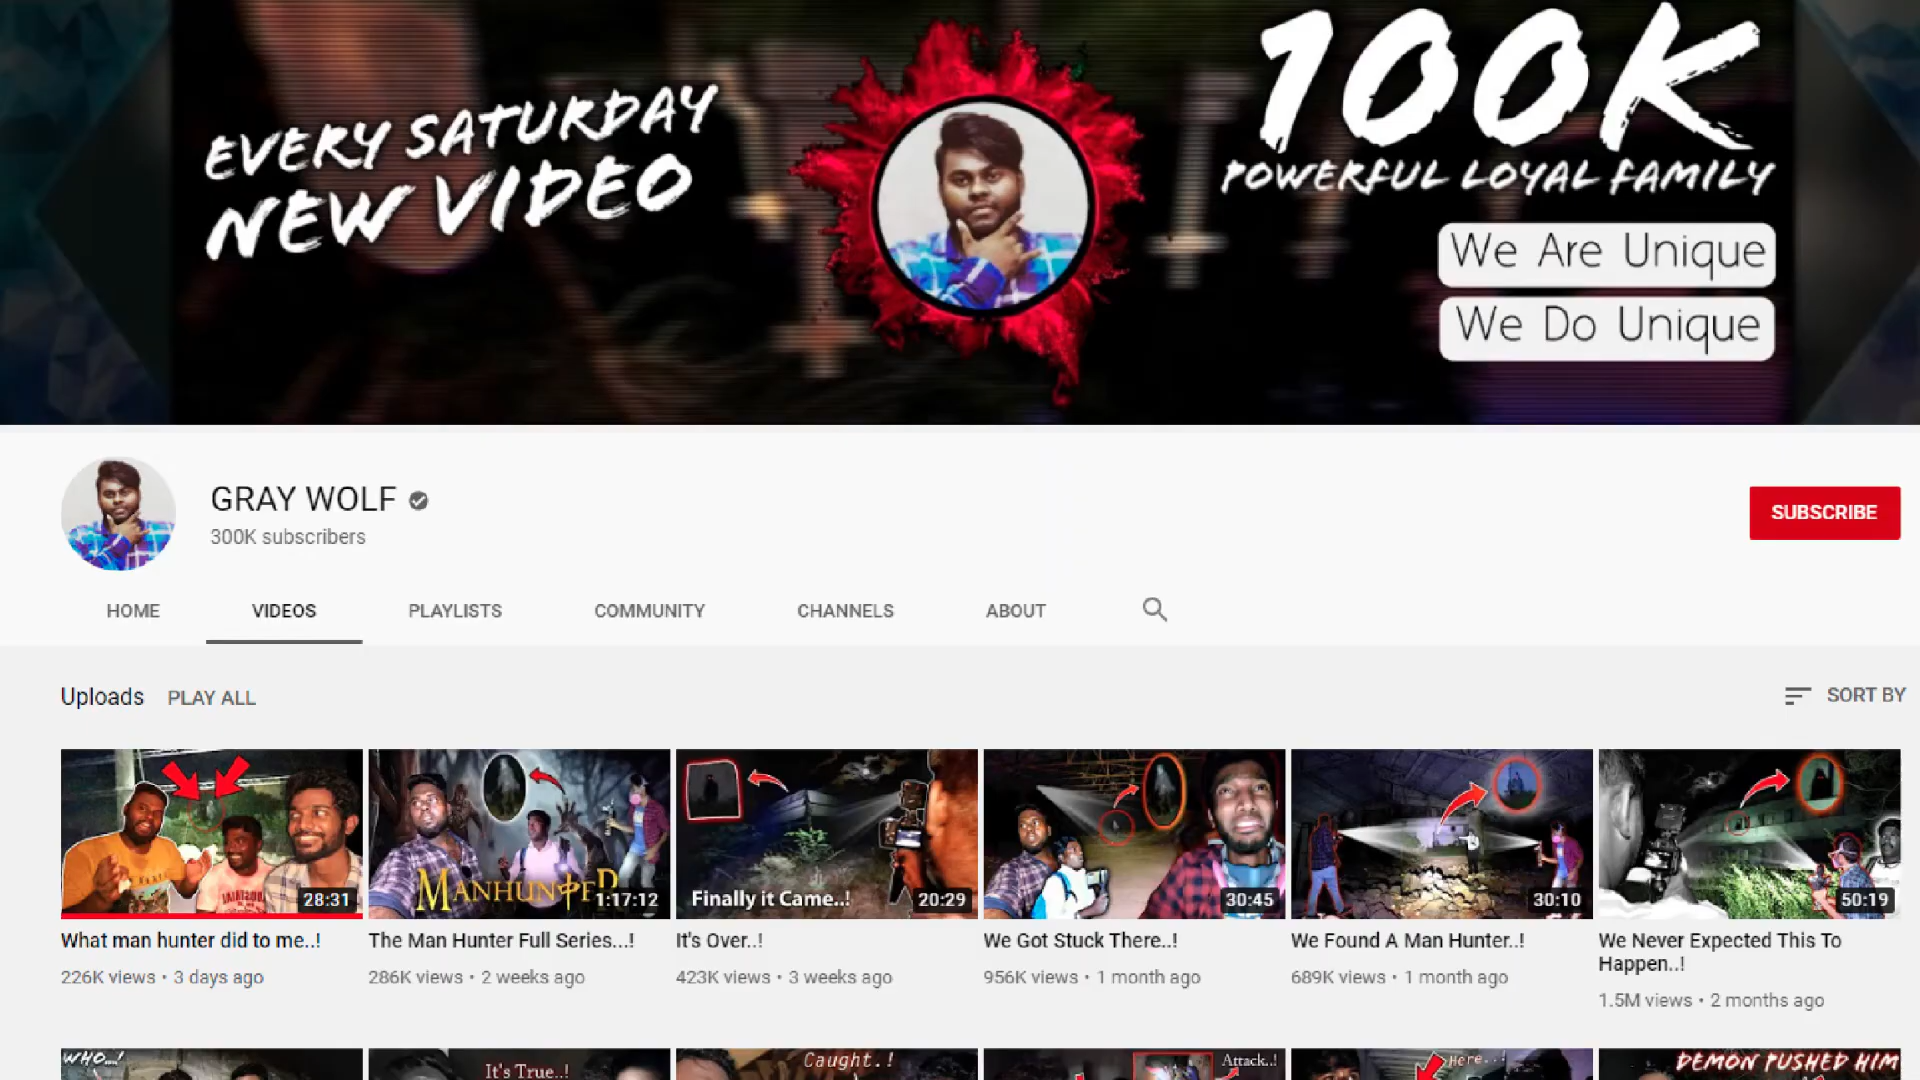 EVERY SATURDAY
NEW VIDEO
100K
POWERFUL LOYAL FAMILY
We Are Unique
We Do Unique
GRAY WOLF
300K subscribers
SUBSCRIBE
HOME
VIDEOS
PLAYLISTS
COMMUNITY
CHANNELS
ABOUT
Uploads
PLAY ALL
SORT BY
28:31
MANHUNTED
1:17:12
Finally it Came..!
20:29
30:45
30:10
50:19
What man hunter did to me..!
226K views • 3 days ago
The Man Hunter Full Series...!
286K views • 2 weeks ago
It's Over..!
423K views • 3 weeks ago
We Got Stuck There..!
956K views • 1 month ago
We Found A Man Hunter..!
689K views • 1 month ago
We Never Expected This To
Happen..!
1.5M views • 2 months ago
WHO..!
It's True..!
Caught.!
Attack..!
Here..!
DEMON PUSHED HIM